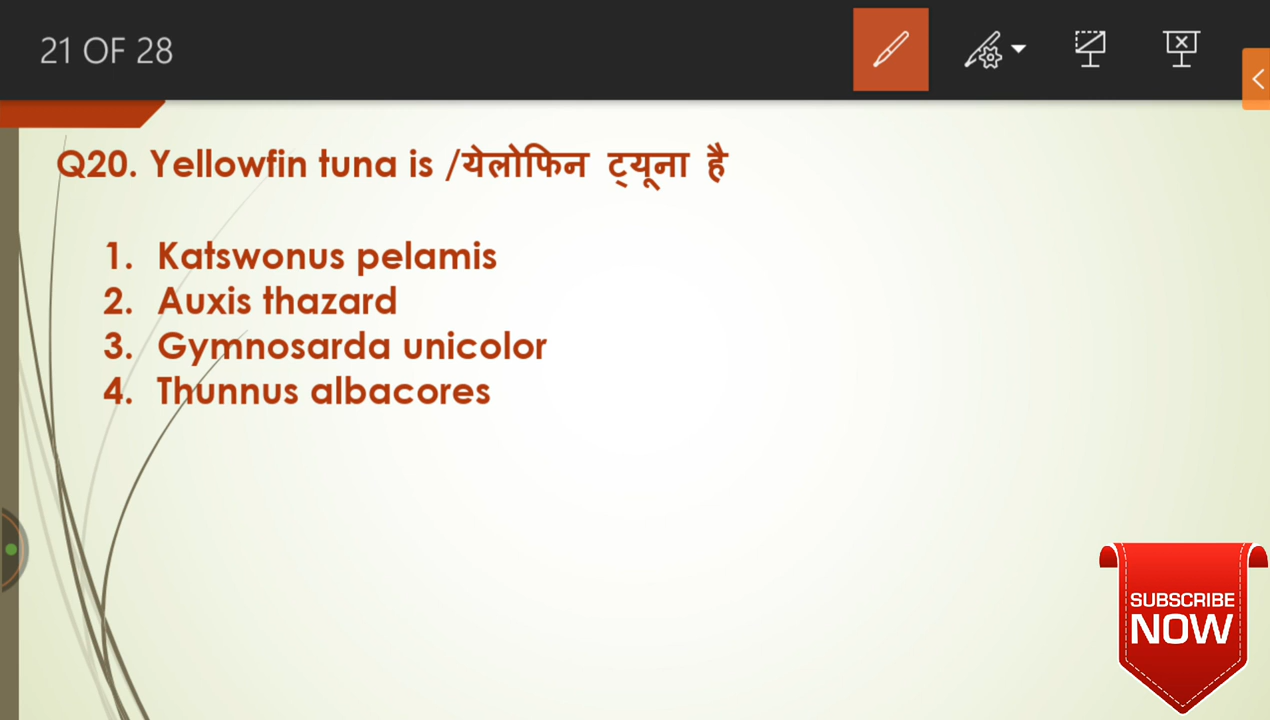 21 OF 28
Q20. Yellowfin tuna is /येलोफिन ट्यूना है
1. Katswonus pelamis
2. Auxis thazard
3. Gymnosarda unicolor
4. Thunnus albacores
SUBSCRIBE
NOW